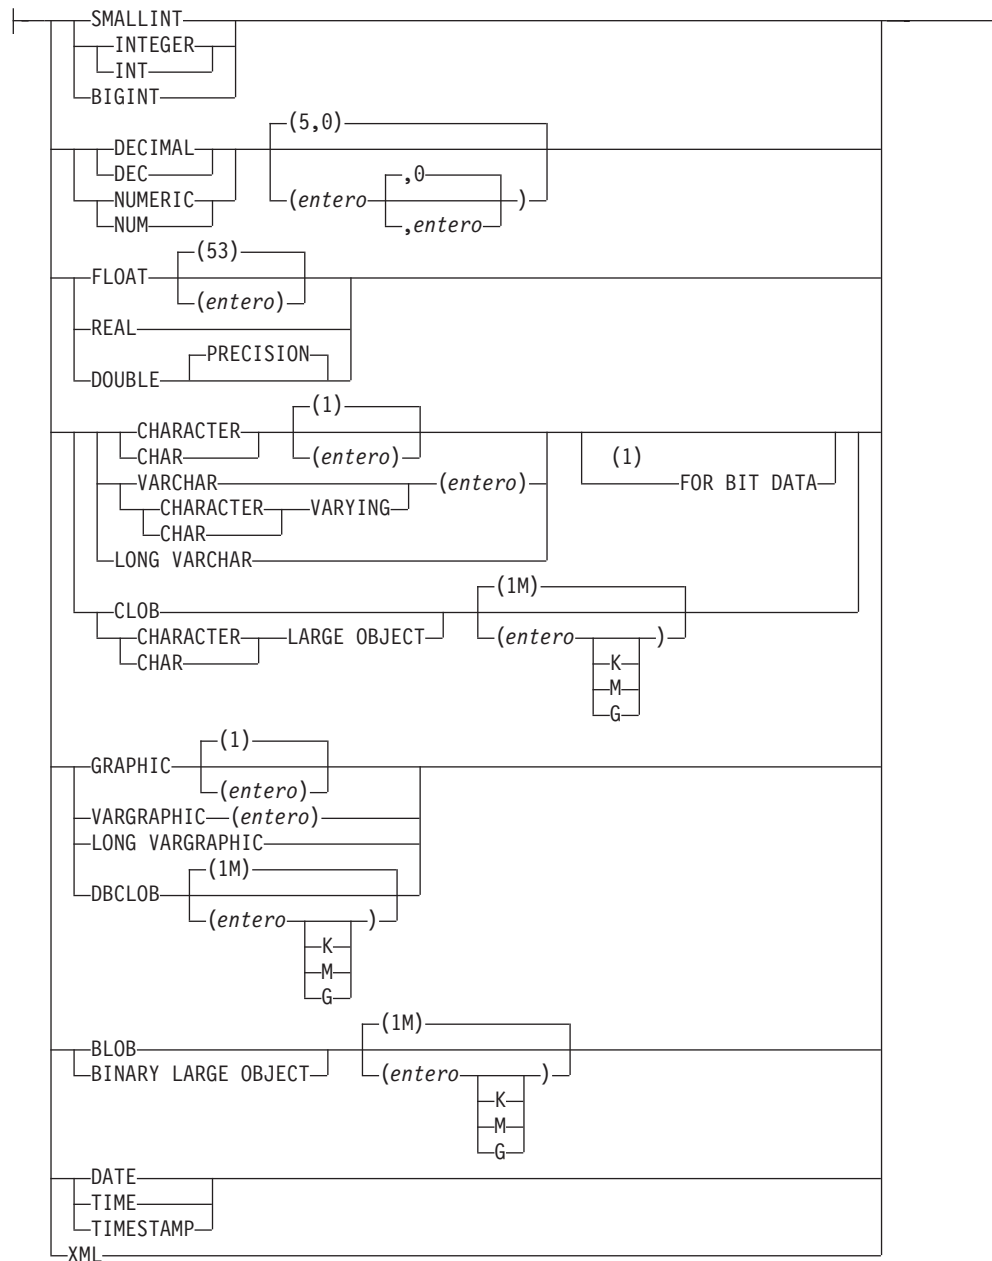 SMALLINT
INTEGER
INT
BIGINT
(5,0)
DECIMAL
DEC
,0
NUMERIC
(entero )
NUM
,entero
(53)
FLOAT
(entero)
REAL
PRECISION
DOUBLE
(1)
CHARACTER
CHAR
(entero)
(1)
VARCHAR
(entero)
FOR BIT DATA
CHARACTER VARYING
CHAR
LONG VARCHAR
(1M)
CLOB
CHARACTER LARGE OBJECT
(entero )
CHAR
K
M
G
(1)
GRAPHIC
(entero)
VARGRAPHIC (entero)
LONG VARGRAPHIC
(1M)
DBCLOB
(entero )
K
M
G
(1M)
BLOB
BINARY LARGE OBJECT
(entero )
K
M
G
DATE
TIME
TIMESTAMP
XML